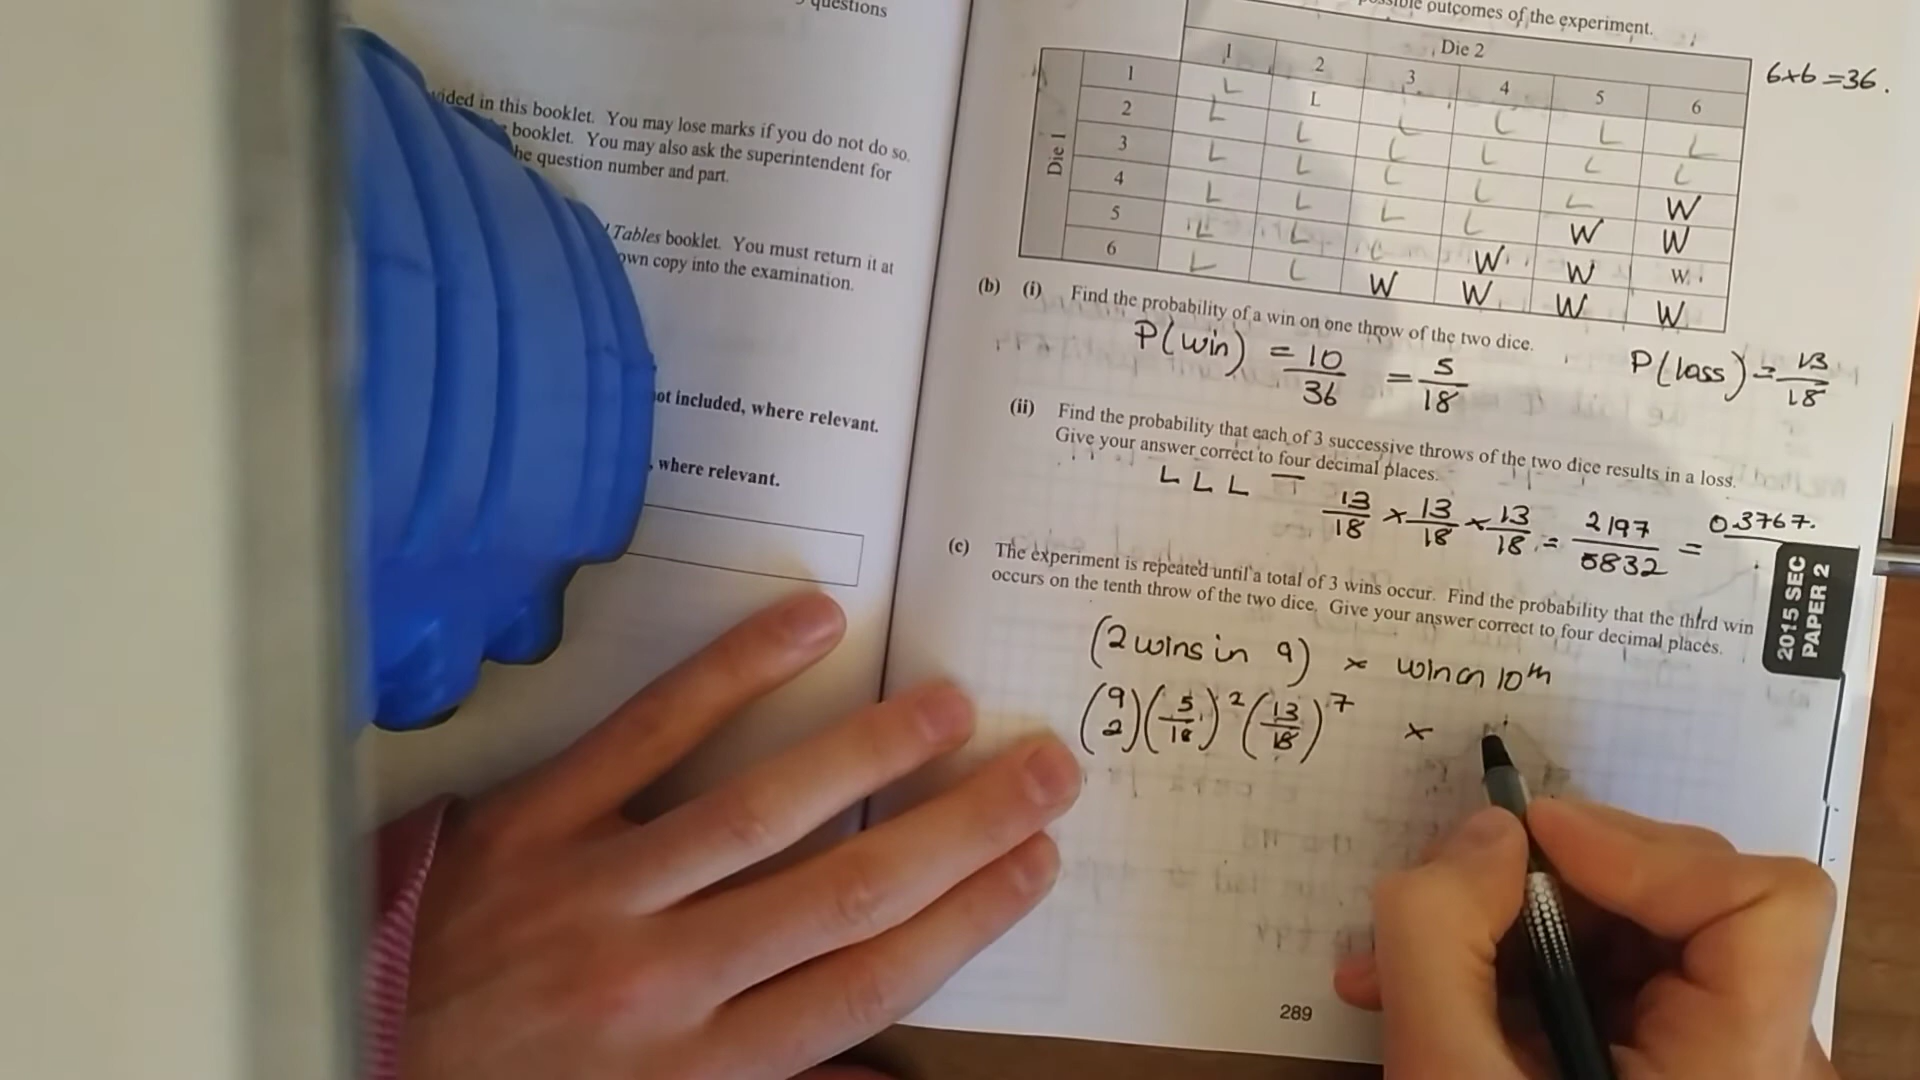 questions
vided in this booklet. You may lose marks if you do not do so.
booklet. You may also ask the superintendent for
he question number and part.
Tables booklet. You must return it at
own copy into the examination.
ot included, where relevant.
, where relevant.
outcomes of the experiment.
Die 2
1 2 3 4 5 6
6x6=36.
Die 1
1 L L L L L L
2 L L L L L L
3 L L L L L W
4 L L L L W W
5 L L L W W W
6 L L W W W W
(b) (i) Find the probability of a win on one throw of the two dice.
P(win) = 10/36 = 5/18
P(loss) = 13/18
(ii) Find the probability that each of 3 successive throws of the two dice results in a loss.
Give your answer correct to four decimal places.
L L L = 13/18 x 13/18 x 13/18 = 2197/5832 = 0.3767.
(c) The experiment is repeated until a total of 3 wins occur. Find the probability that the third win
occurs on the tenth throw of the two dice. Give your answer correct to four decimal places.
(2 wins in 9) x win on 10th
(9 2)(5/18)^2(13/18)^7 x
2015 SEC
PAPER 2
289